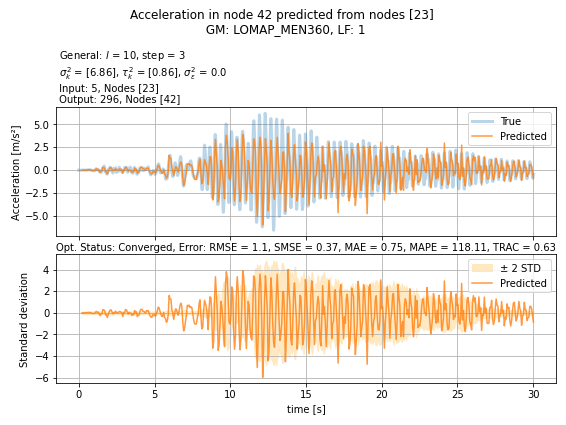 Acceleration in node 42 predicted from nodes [23]
GM: LOMAP_MEN360, LF: 1
General: l = 10, step = 3
σ²ₖ = [6.86], τ²ₖ = [0.86], σ²ε = 0.0
Input: 5, Nodes [23]
Output: 296, Nodes [42]
True
Predicted
Acceleration [m/s²]
5.0
2.5
0.0
−2.5
−5.0
Opt. Status: Converged, Error: RMSE = 1.1, SMSE = 0.37, MAE = 0.75, MAPE = 118.11, TRAC = 0.63
± 2 STD
Predicted
Standard deviation
4
2
0
−2
−4
−6
0 5 10 15 20 25 30
time [s]